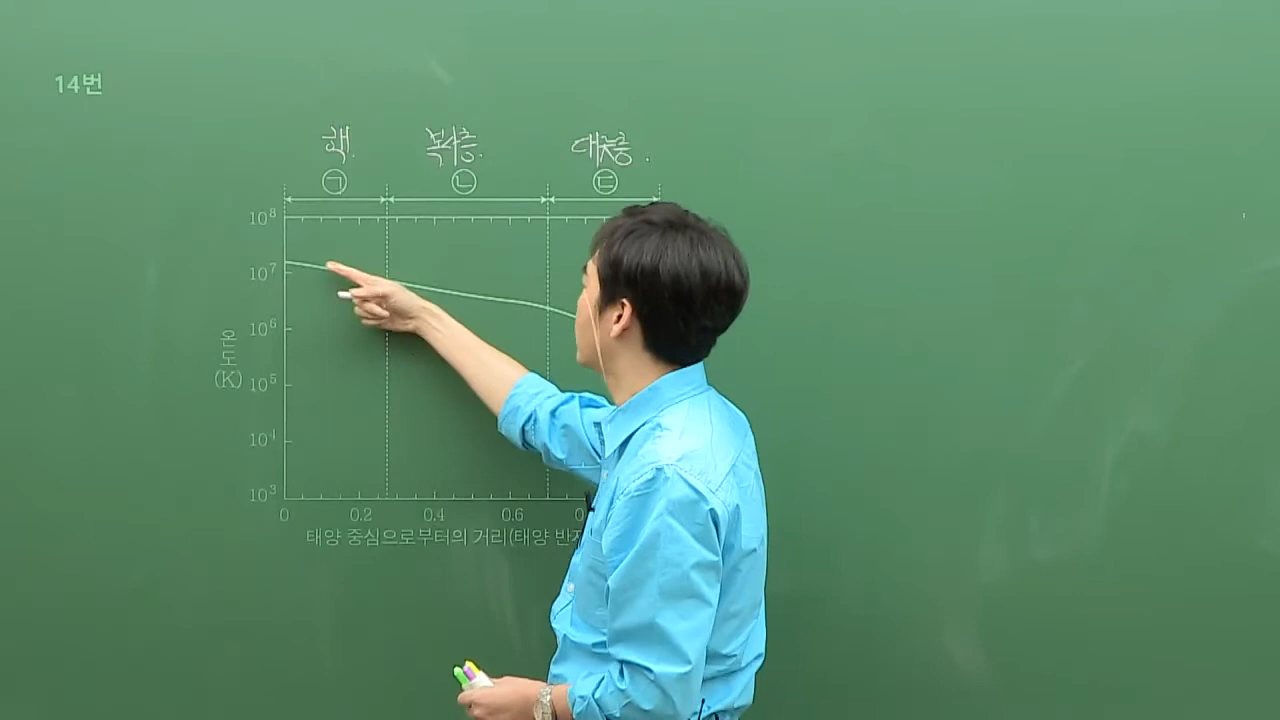 14번
핵.
복사층.
대류층.
㉠
㉡
㉢
10⁸
10⁷
10⁶
10⁵
10⁴
10³
온도(K)
0 0.2 0.4 0.6
태양 중심으로부터의 거리(태양 반지